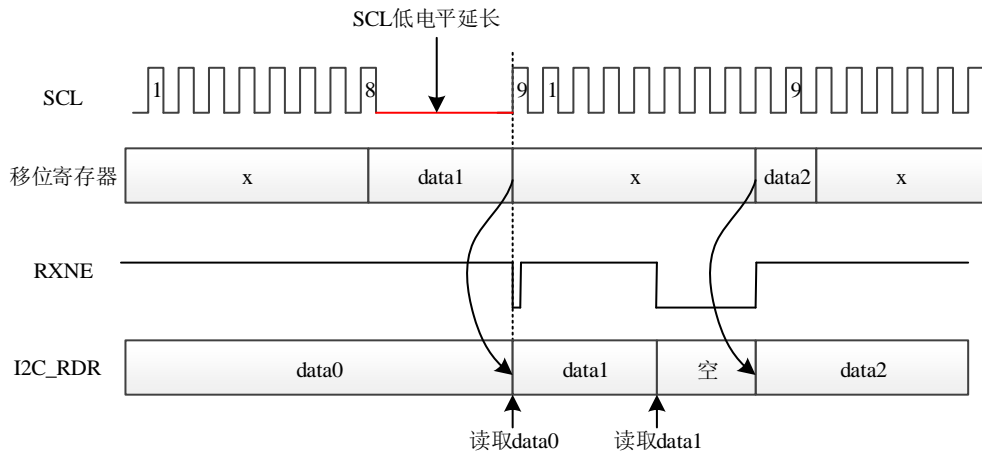 SCL低电平延长
SCL 1 8 9 1 9
移位寄存器 x data1 x data2 x
RXNE
I2C_RDR data0 data1 空 data2
读取data0 读取data1